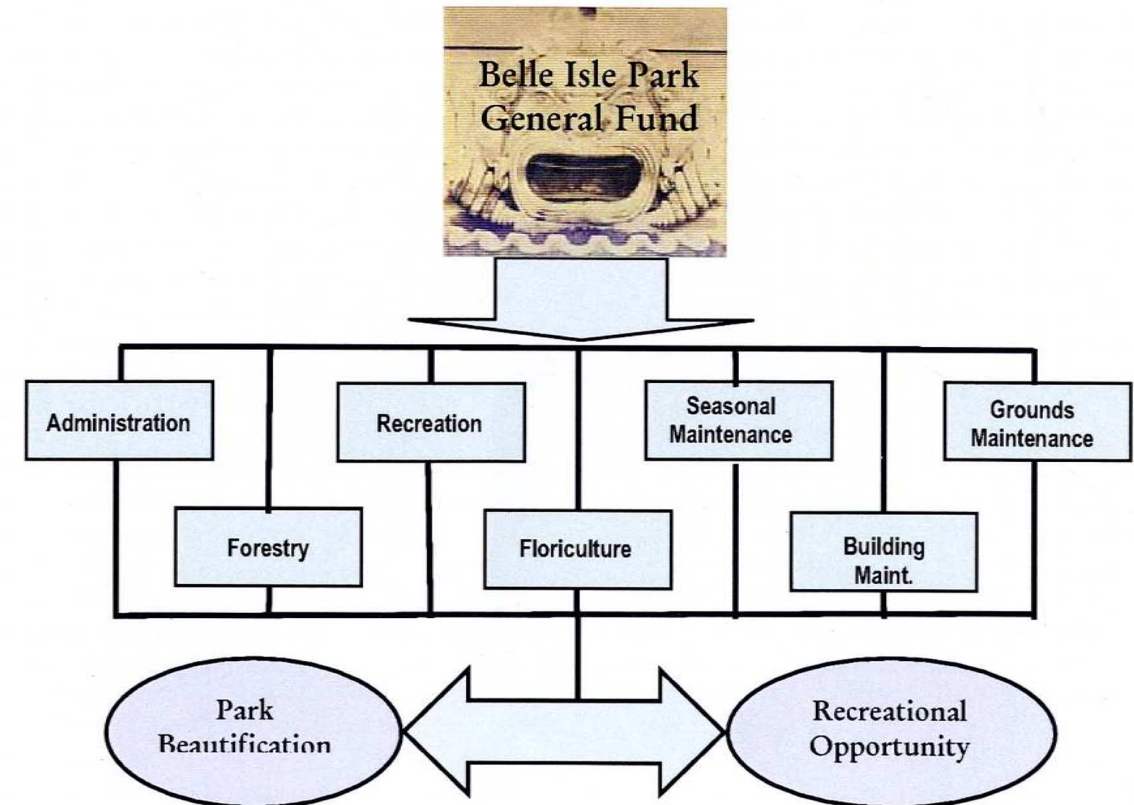 Belle Isle Park
General Fund
Administration
Recreation
Seasonal
Maintenance
Grounds
Maintenance
Forestry
Floriculture
Building
Maint.
Park
Beautification
Recreational
Opportunity